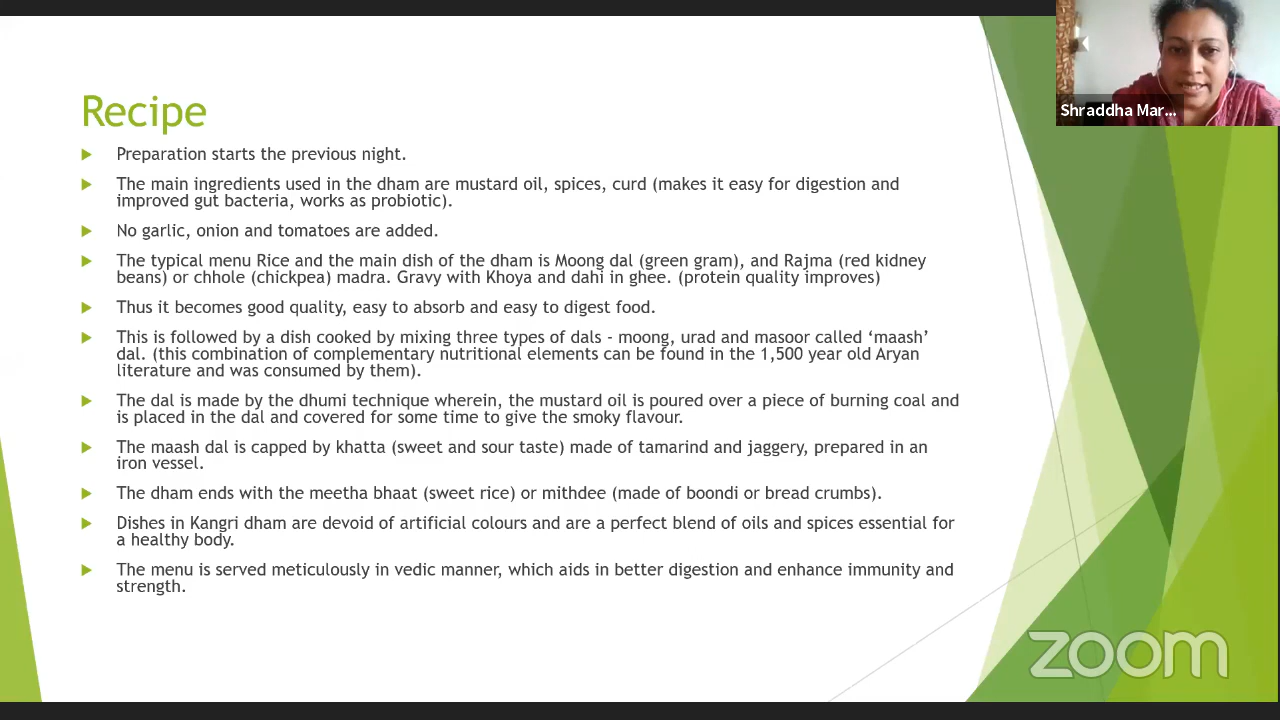 Recipe
Preparation starts the previous night.
The main ingredients used in the dham are mustard oil, spices, curd (makes it easy for digestion and
improved gut bacteria, works as probiotic).
No garlic, onion and tomatoes are added.
The typical menu Rice and the main dish of the dham is Moong dal (green gram), and Rajma (red kidney
beans) or chhole (chickpea) madra. Gravy with Khoya and dahi in ghee. (protein quality improves)
Thus it becomes good quality, easy to absorb and easy to digest food.
This is followed by a dish cooked by mixing three types of dals - moong, urad and masoor called ‘maash’
dal. (this combination of complementary nutritional elements can be found in the 1,500 year old Aryan
literature and was consumed by them).
The dal is made by the dhumi technique wherein, the mustard oil is poured over a piece of burning coal and
is placed in the dal and covered for some time to give the smoky flavour.
The maash dal is capped by khatta (sweet and sour taste) made of tamarind and jaggery, prepared in an
iron vessel.
The dham ends with the meetha bhaat (sweet rice) or mithdee (made of boondi or bread crumbs).
Dishes in Kangri dham are devoid of artificial colours and are a perfect blend of oils and spices essential for
a healthy body.
The menu is served meticulously in vedic manner, which aids in better digestion and enhance immunity and
strength.
Shraddha Mar...
zoom